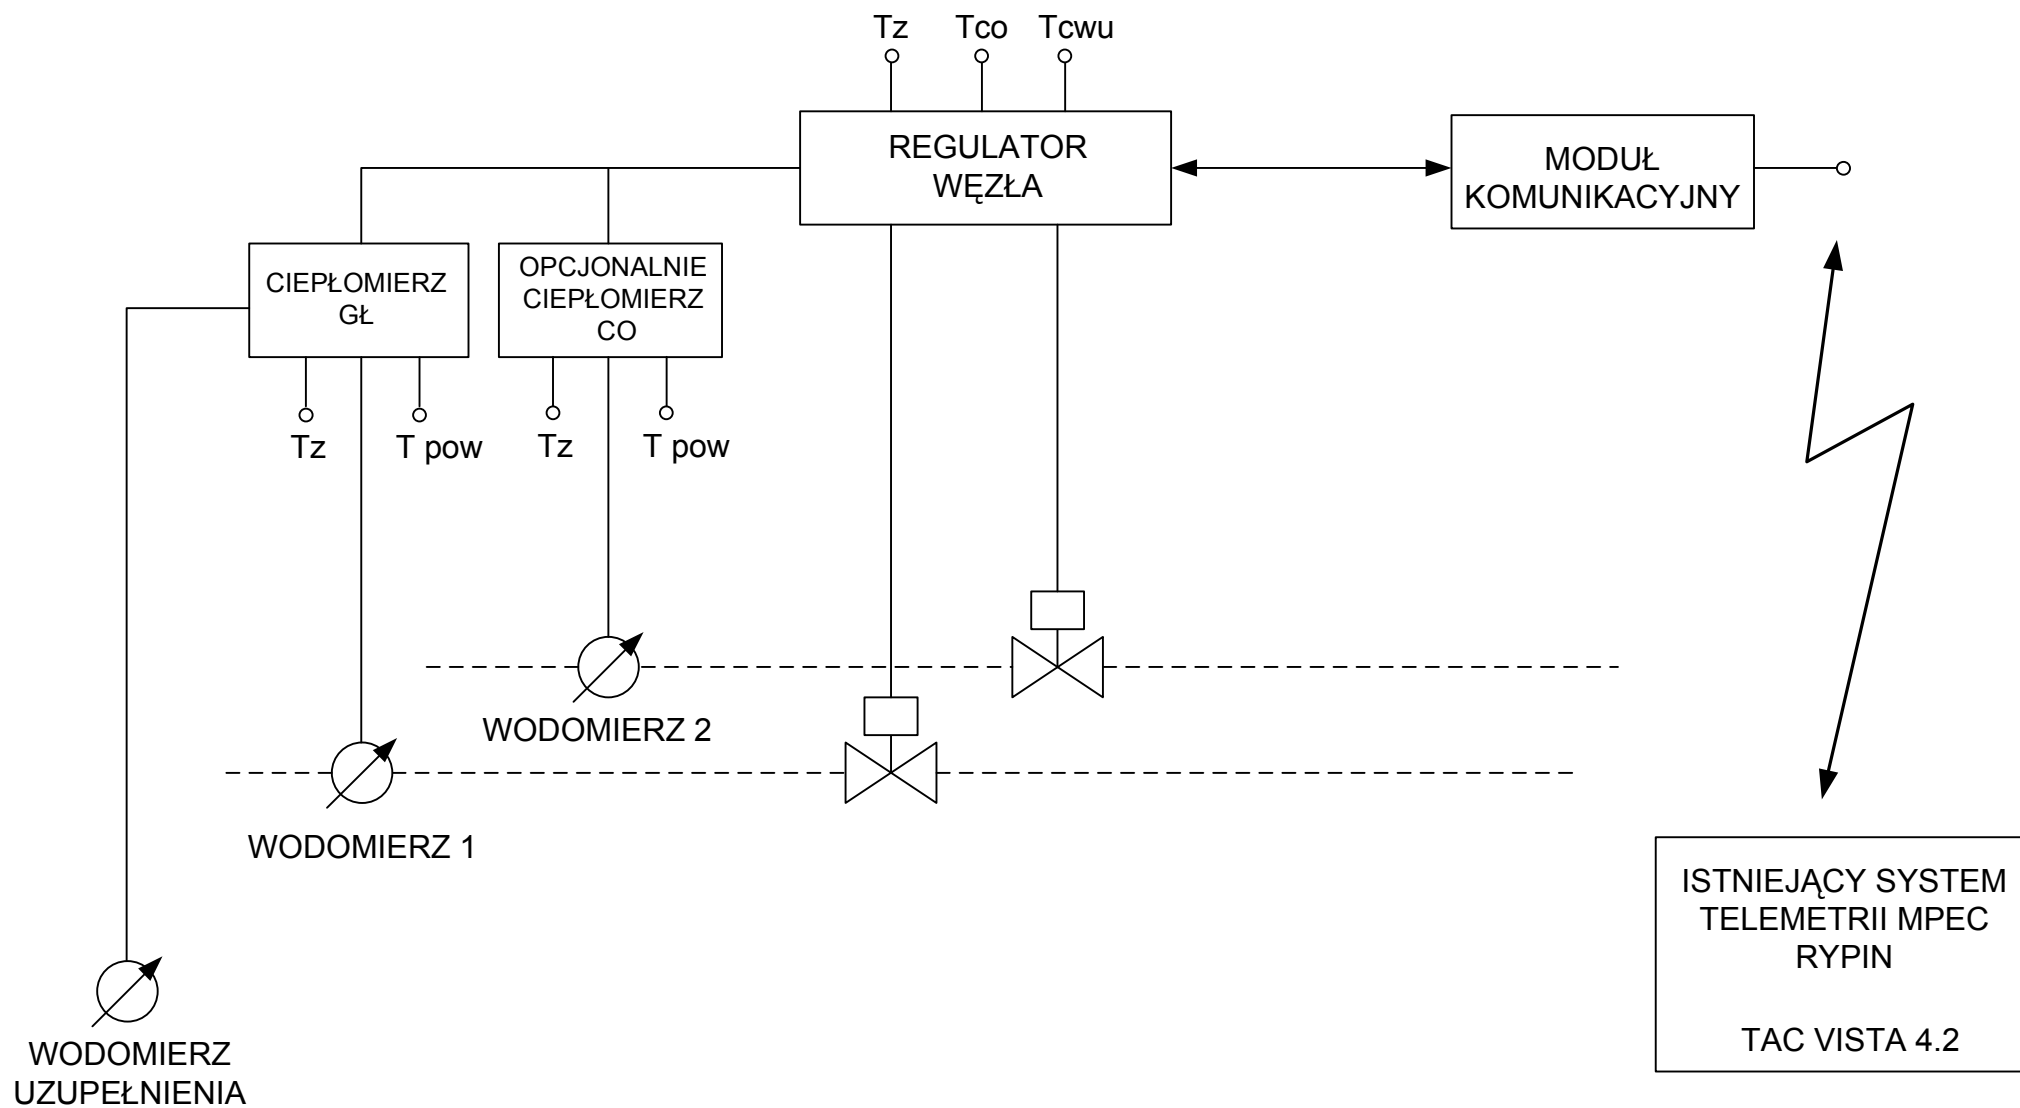 Tz Tco Tcwu
REGULATOR
WĘZŁA
MODUŁ
KOMUNIKACYJNY
CIEPŁOMIERZ
GŁ
OPCJONALNIE
CIEPŁOMIERZ
CO
Tz T pow
Tz T pow
WODOMIERZ 2
WODOMIERZ 1
ISTNIEJĄCY SYSTEM
TELEMETRII MPEC
RYPIN
TAC VISTA 4.2
WODOMIERZ
UZUPEŁNIENIA